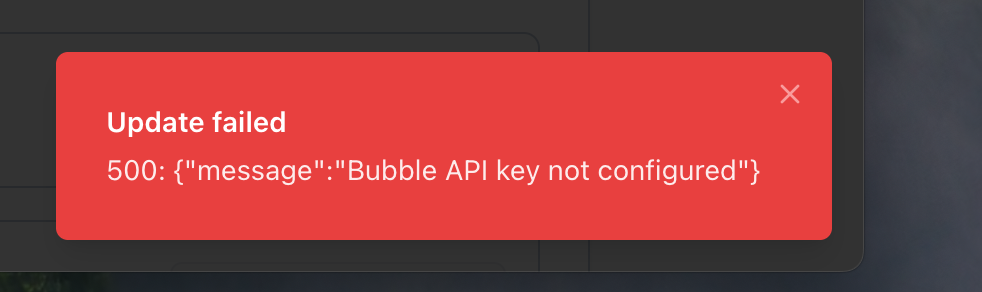 Update failed
500: {"message":"Bubble API key not configured"}